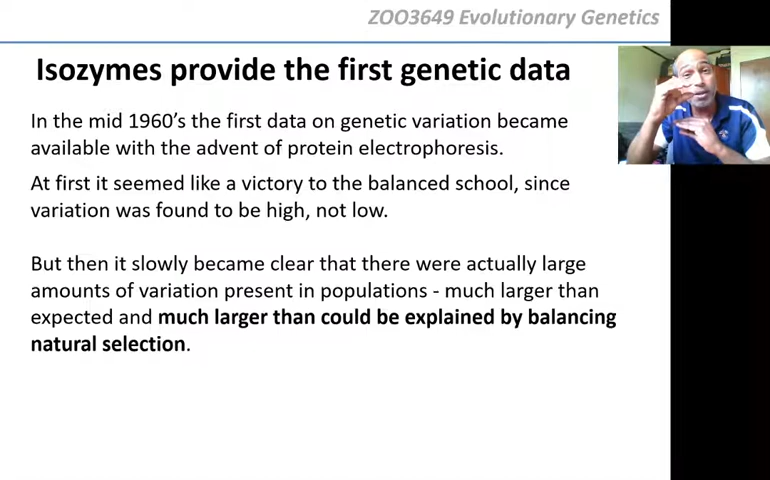 ZOO3649 Evolutionary Genetics
Isozymes provide the first genetic data
In the mid 1960’s the first data on genetic variation became
available with the advent of protein electrophoresis.
At first it seemed like a victory to the balanced school, since
variation was found to be high, not low.
But then it slowly became clear that there were actually large
amounts of variation present in populations - much larger than
expected and much larger than could be explained by balancing
natural selection.